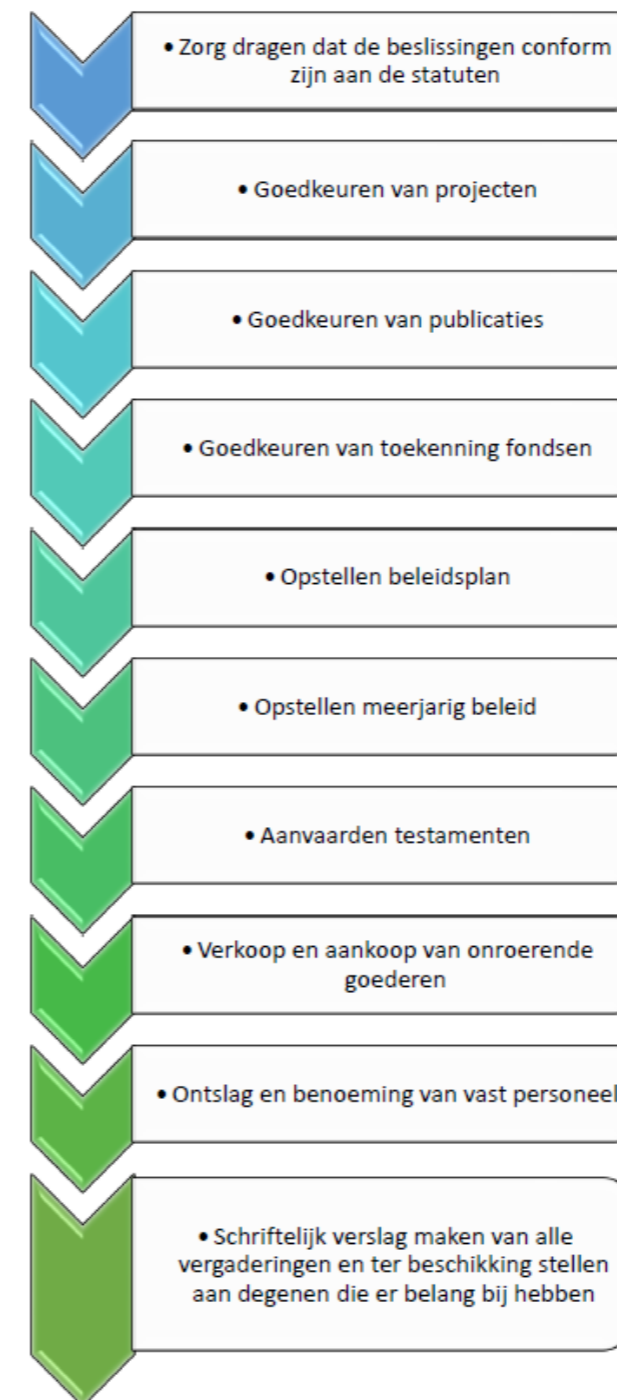 • Zorg dragen dat de beslissingen conform
zijn aan de statuten
• Goedkeuren van projecten
• Goedkeuren van publicaties
• Goedkeuren van toekenning fondsen
• Opstellen beleidsplan
• Opstellen meerjarig beleid
• Aanvaarden testamenten
• Verkoop en aankoop van onroerende
goederen
• Ontslag en benoeming van vast personeel
• Schriftelijk verslag maken van alle
vergaderingen en ter beschikking stellen
aan degenen die er belang bij hebben